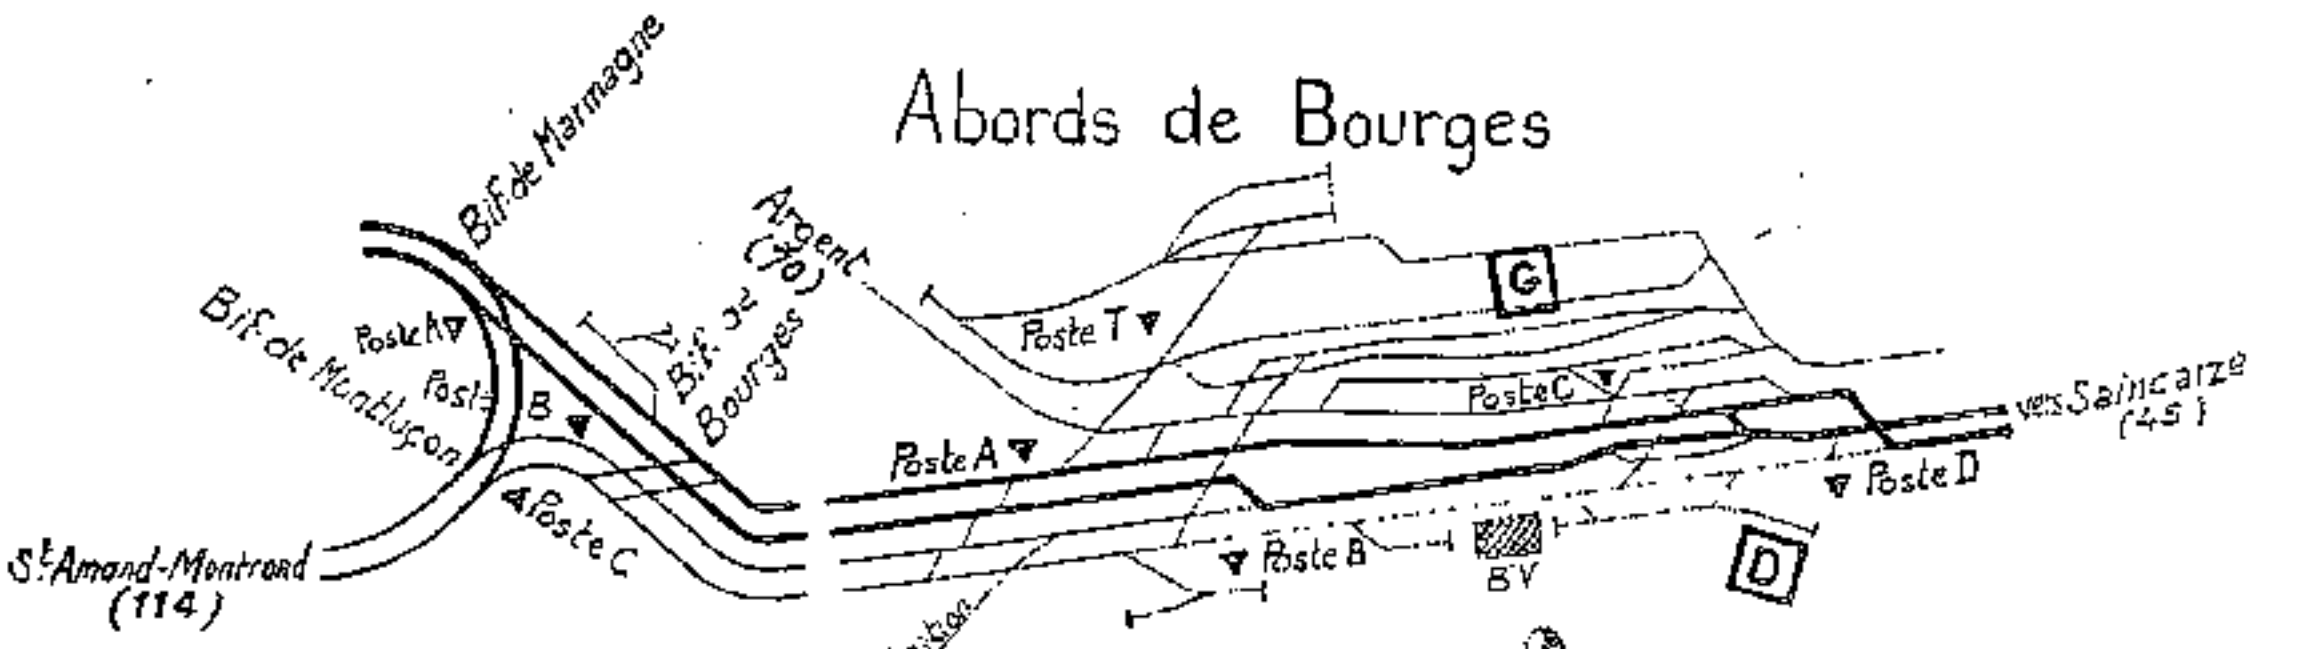 Abords de Bourges
Bif. de Marmagne
Argent
(70)
Bif. de Montluçon
Poste A
Post
B
Bif. de
Bourges
Poste T
G
Poste C
vers Saincaize
(45)
Poste A
Poste D
Poste C
Poste B
BV
D
St Amand-Montrond
(114)